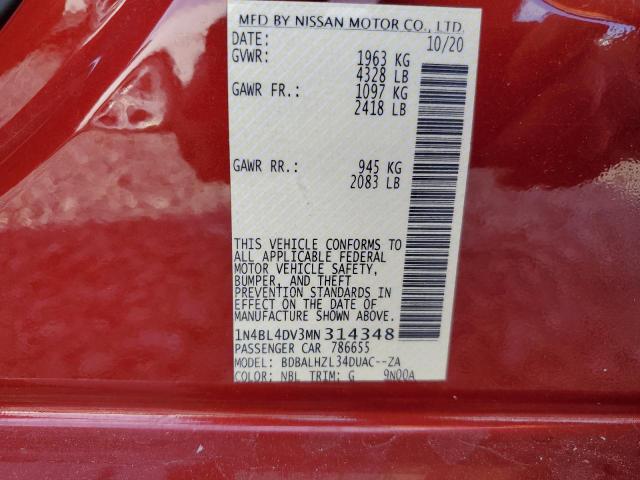 MFD BY NISSAN MOTOR CO., LTD.
DATE: 10/20
GVWR: 1963 KG
4328 LB
GAWR FR.: 1097 KG
2418 LB
GAWR RR.: 945 KG
2083 LB
THIS VEHICLE CONFORMS TO
ALL APPLICABLE FEDERAL
MOTOR VEHICLE SAFETY,
BUMPER, AND THEFT
PREVENTION STANDARDS IN
EFFECT ON THE DATE OF
MANUFACTURE SHOWN ABOVE.
1N4BL4DV3MN314348
PASSENGER CAR 786655
MODEL: BDBALHZL34DUAC--ZA
COLOR: NBL TRIM: G 9N00A